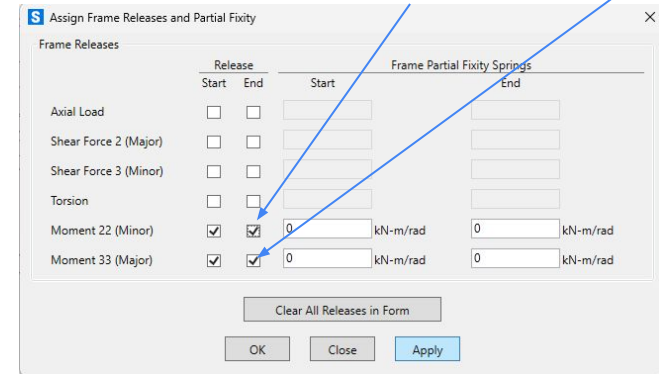 S Assign Frame Releases and Partial Fixity
Frame Releases
Release Frame Partial Fixity Springs
Start End Start End
Axial Load
Shear Force 2 (Major)
Shear Force 3 (Minor)
Torsion
Moment 22 (Minor) 0 kN-m/rad 0 kN-m/rad
Moment 33 (Major) 0 kN-m/rad 0 kN-m/rad
Clear All Releases in Form
OK Close Apply